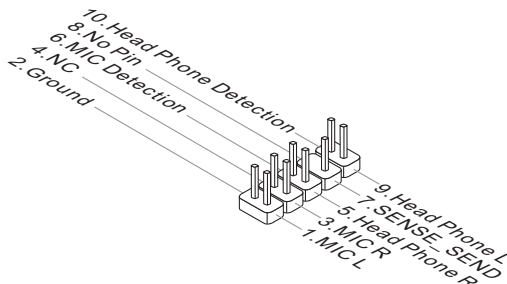 10.Head Phone Detection
8.No Pin
6.MIC Detection
4.NC
2.Ground
9.Head Phone L
7.SENSE_SEND
5.Head Phone R
3.MIC R
1.MIC L